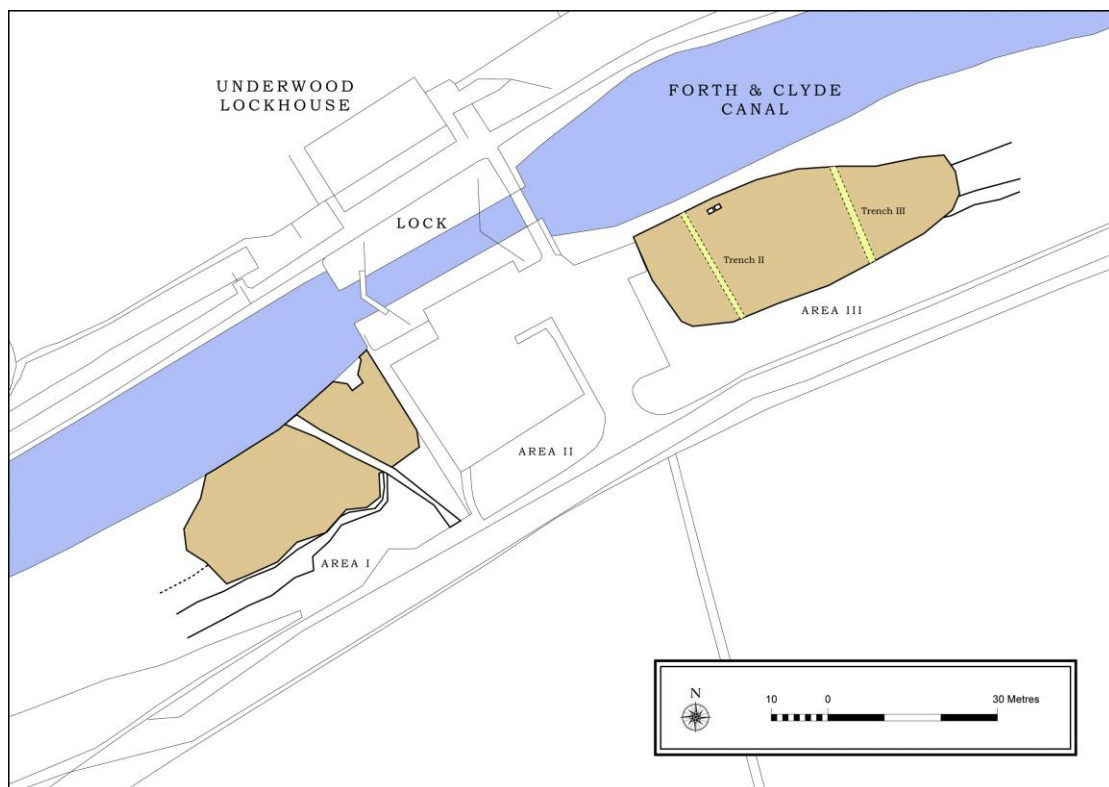 UNDERWOOD
LOCKHOUSE
FORTH & CLYDE
CANAL
LOCK
Trench III
Trench II
AREA III
AREA II
AREA I
N
10 0 30 Metres